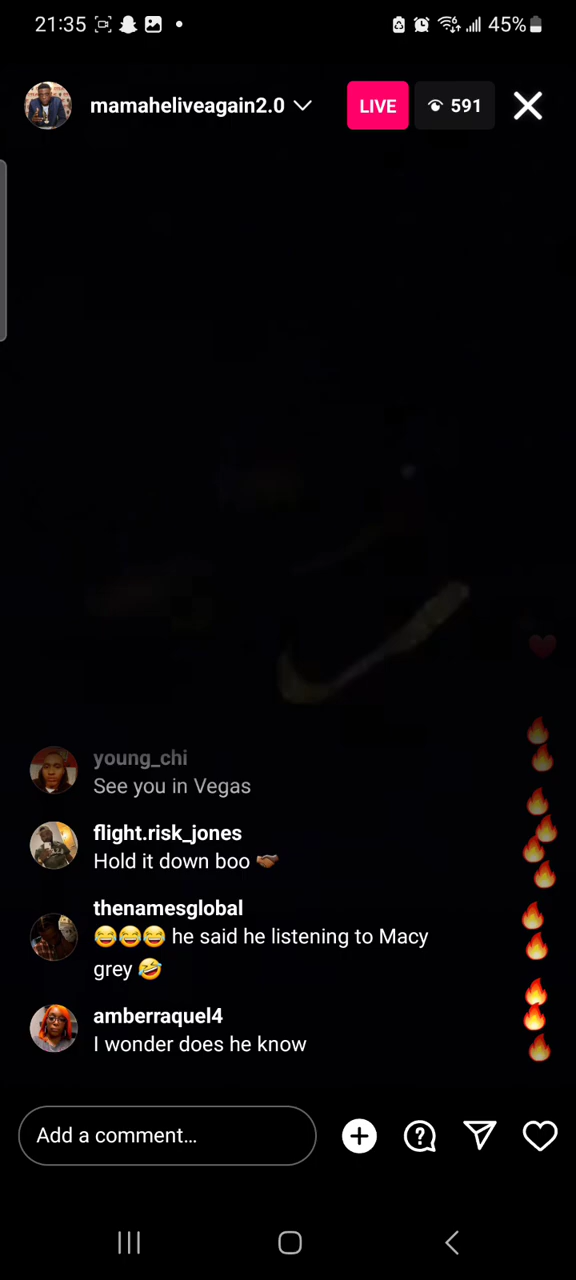 21:35
45%
mamaheliveagain2.0
LIVE
591
young_chi
See you in Vegas
flight.risk_jones
Hold it down boo 🤝🏾
thenamesglobal
😂😂😂 he said he listening to Macy
grey 🤣
amberraquel4
I wonder does he know
Add a comment...